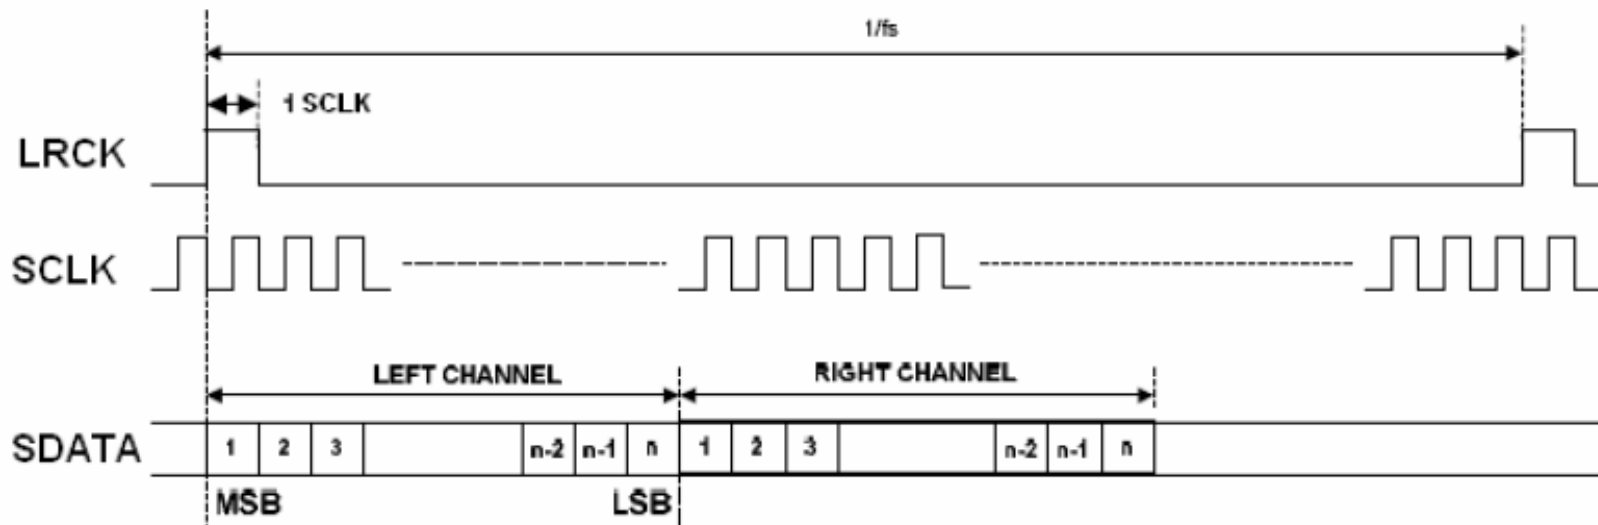 1/fs
1 SCLK
LRCK
SCLK
LEFT CHANNEL
RIGHT CHANNEL
SDATA
1 2 3 n-2 n-1 n 1 2 3 n-2 n-1 n
MSB LSB